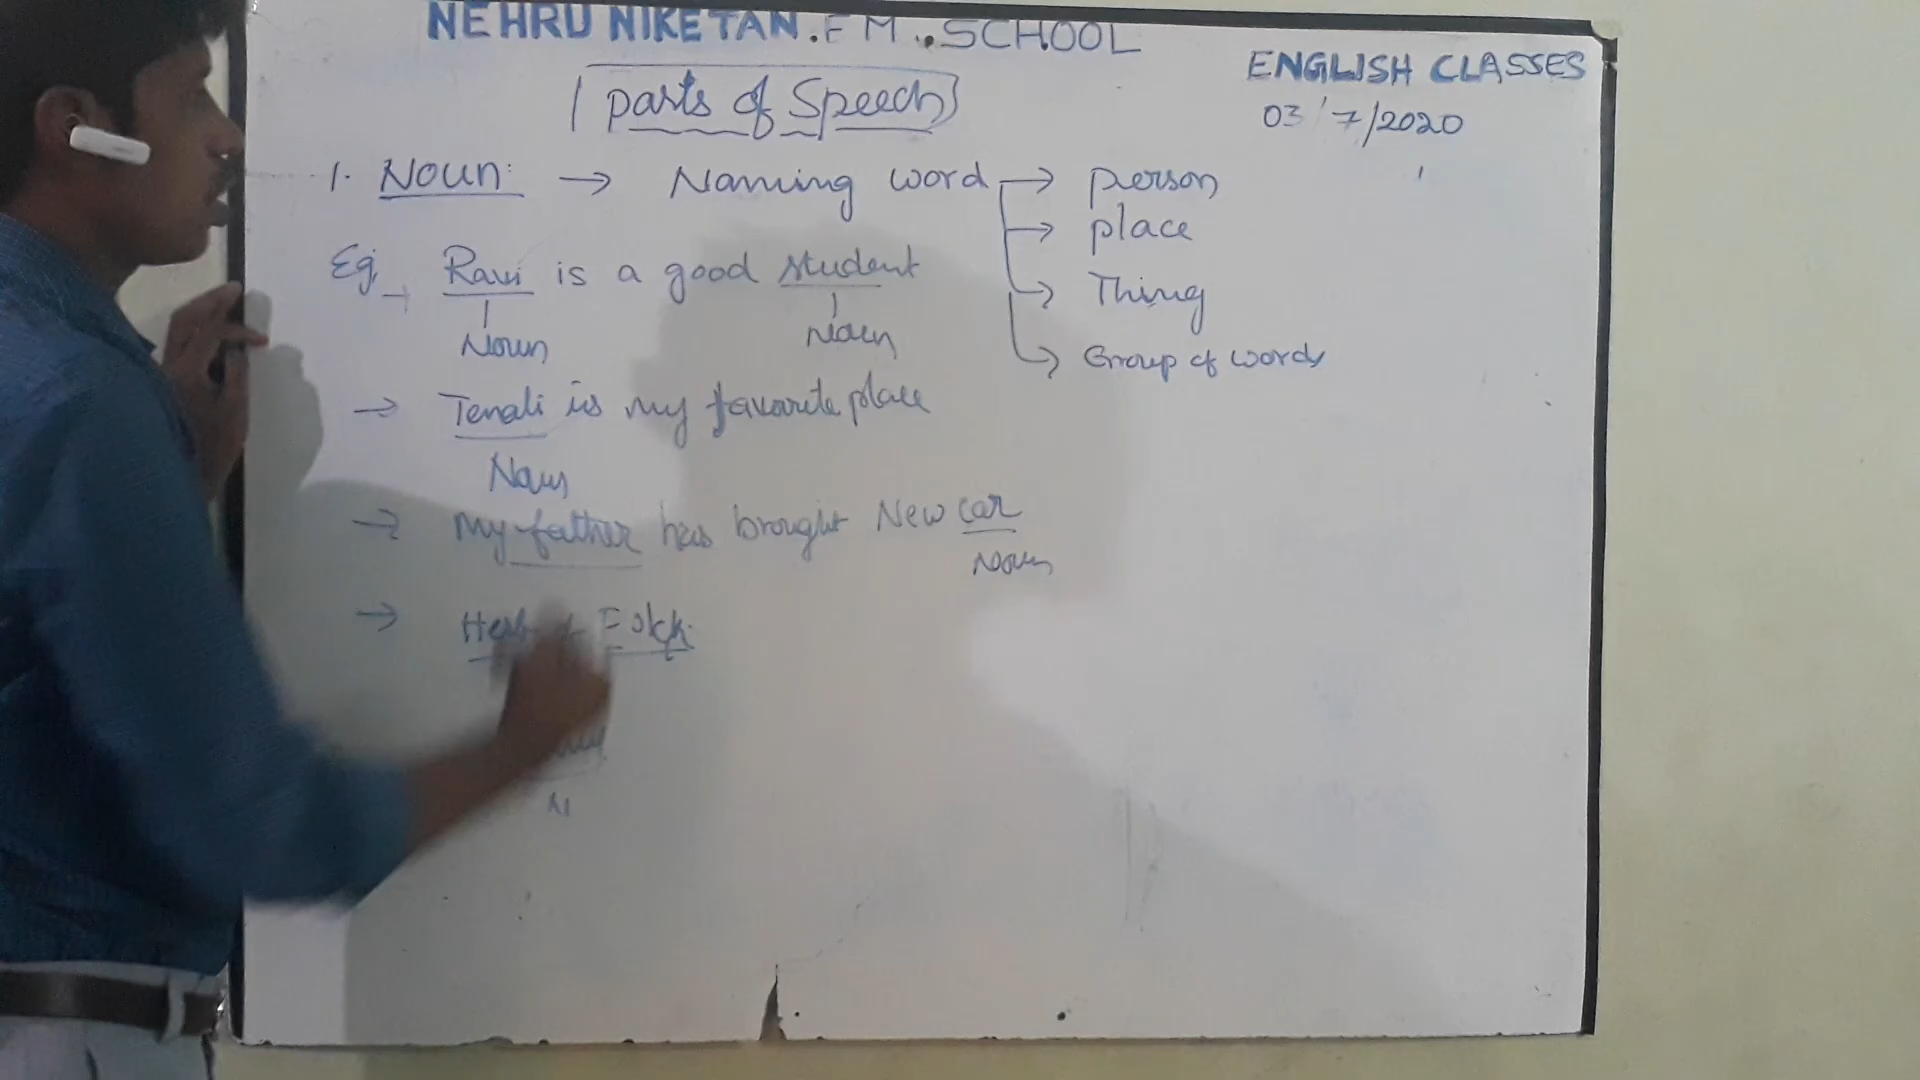 NEHRU NIKETAN.E M..SCHOOL
ENGLISH CLASSES
03/7/2020
parts of Speech
1. Noun: → Naming word → person
→ place
→ Thing
→ Group of words
Eg → Ravi is a good student
Noun Noun
→ Tenali is my favourite place
Noun
→ My father has brought New car
Noun
→
N